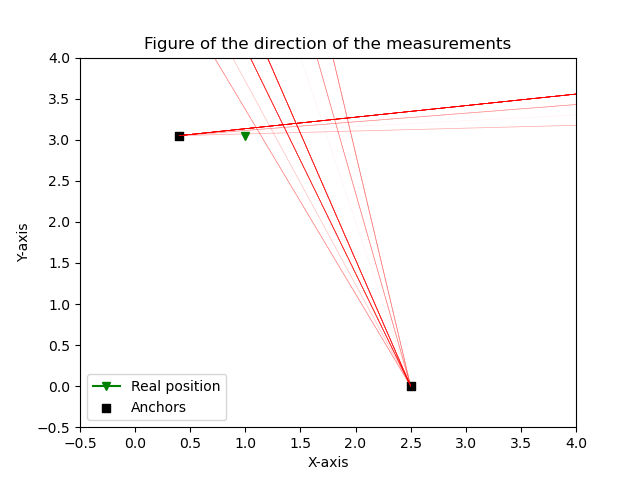 Figure of the direction of the measurements
4.0
3.5
3.0
2.5
2.0
1.5
1.0
0.5
0.0
−0.5
Y-axis
Real position
Anchors
−0.5 0.0 0.5 1.0 1.5 2.0 2.5 3.0 3.5 4.0
X-axis